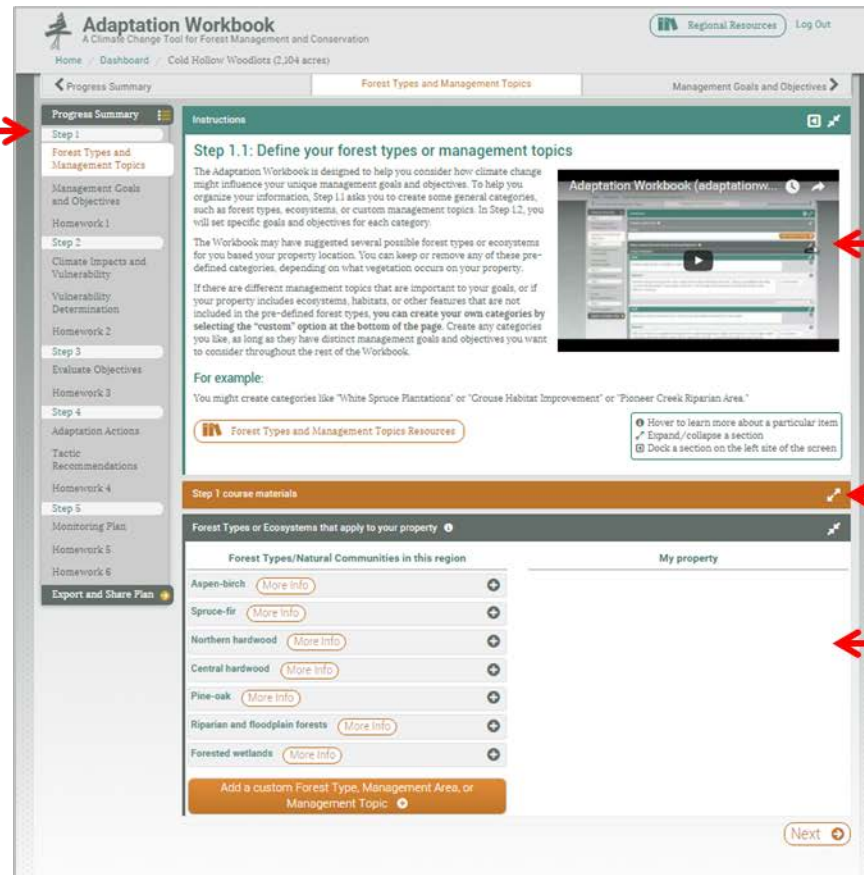 Adaptation Workbook
A Climate Change Tool for Forest Management and Conservation
Regional Resources
Log Out
Home / Dashboard / Cold Hollow Woodlots (2,104 acres)
Progress Summary
Forest Types and Management Topics
Management Goals and Objectives
Progress Summary
Step 1
Forest Types and
Management Topics
Management Goals
and Objectives
Homework 1
Step 2
Climate Impacts and
Vulnerability
Vulnerability
Determination
Homework 2
Step 3
Evaluate Objectives
Homework 3
Step 4
Adaptation Actions
Tactic
Recommendations
Homework 4
Step 5
Monitoring Plan
Homework 5
Homework 6
Export and Share Plan
Instructions
Step 1.1: Define your forest types or management topics
The Adaptation Workbook is designed to help you consider how climate change
might influence your unique management goals and objectives. To help you
organize your information, Step 1.1 asks you to create some general categories,
such as forest types, ecosystems, or custom management topics. In Step 1.2, you
will set specific goals and objectives for each category.
The Workbook may have suggested several possible forest types or ecosystems
for you based your property location. You can keep or remove any of these pre-
defined categories, depending on what vegetation occurs on your property.
If there are different management topics that are important to your goals, or if
your property includes ecosystems, habitats, or other features that are not
included in the pre-defined forest types, you can create your own categories by
selecting the "custom" option at the bottom of the page. Create any categories
you like, as long as they have distinct management goals and objectives you want
to consider throughout the rest of the Workbook.
Adaptation Workbook (adaptationw...
For example:
You might create categories like "White Spruce Plantations" or "Grouse Habitat Improvement" or "Pioneer Creek Riparian Area."
Forest Types and Management Topics Resources
Hover to learn more about a particular item
Expand/collapse a section
Dock a section on the left site of the screen
Step 1 course materials
Forest Types or Ecosystems that apply to your property
Forest Types/Natural Communities in this region
My property
Aspen-birch More Info
Spruce-fir More Info
Northern hardwood More Info
Central hardwood More Info
Pine-oak More Info
Riparian and floodplain forests More Info
Forested wetlands More Info
Add a custom Forest Type, Management Area, or
Management Topic
Next